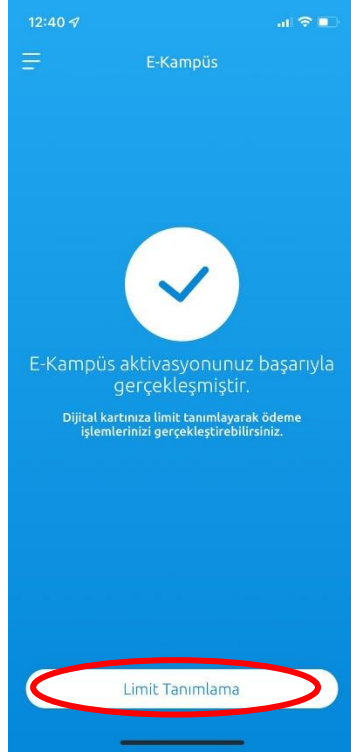 12:40
E-Kampüs
E-Kampüs aktivasyonunuz başarıyla
gerçekleşmiştir.
Dijital kartınıza limit tanımlayarak ödeme
işlemlerinizi gerçekleştirebilirsiniz.
Limit Tanımlama